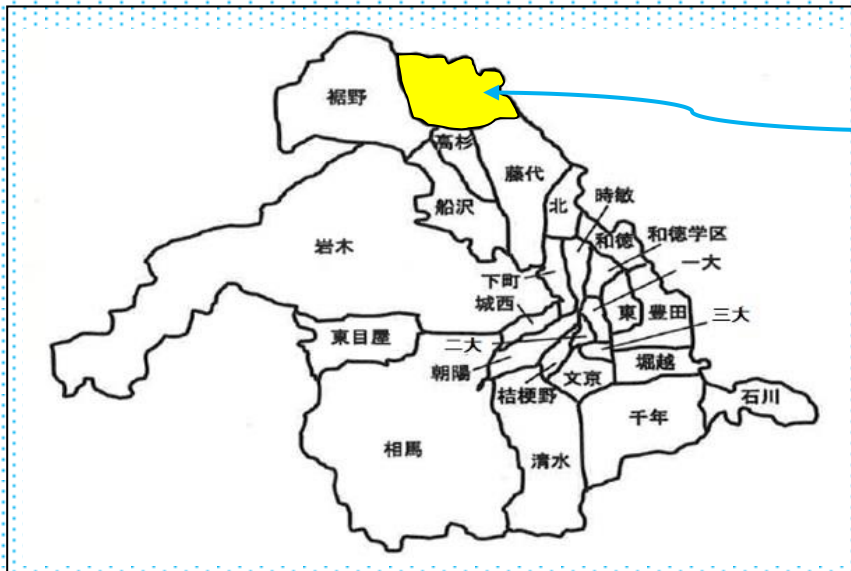 裾野
高杉
藤代
船沢
北
時敏
和徳
和徳学区
岩木
下町
一大
城西
東
豊田
三大
東目屋
二大
朝陽
堀越
桔梗野
文京
石川
千年
相馬
清水